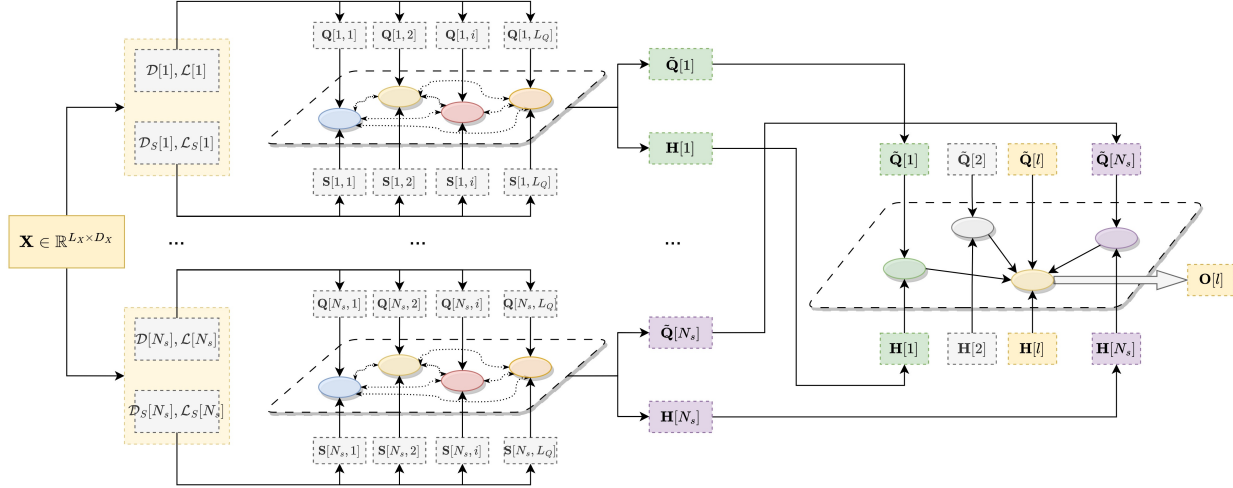 Q[1, 1] Q[1, 2] Q[1, i] Q[1, L_Q]
𝒟[1], ℒ[1]
𝒟_S[1], ℒ_S[1]
S[1, 1] S[1, 2] S[1, i] S[1, L_Q]
Q̃[1]
H[1]
X ∈ ℝ^{L_X×D_X}
... ... ...
Q[N_s, 1] Q[N_s, 2] Q[N_s, i] Q[N_s, L_Q]
𝒟[N_s], ℒ[N_s]
𝒟_S[N_s], ℒ_S[N_s]
S[N_s, 1] S[N_s, 2] S[N_s, i] S[N_s, L_Q]
Q̃[N_s]
H[N_s]
Q̃[1] Q̃[2] Q̃[l] Q̃[N_s]
O[l]
H[1] H[2] H[l] H[N_s]